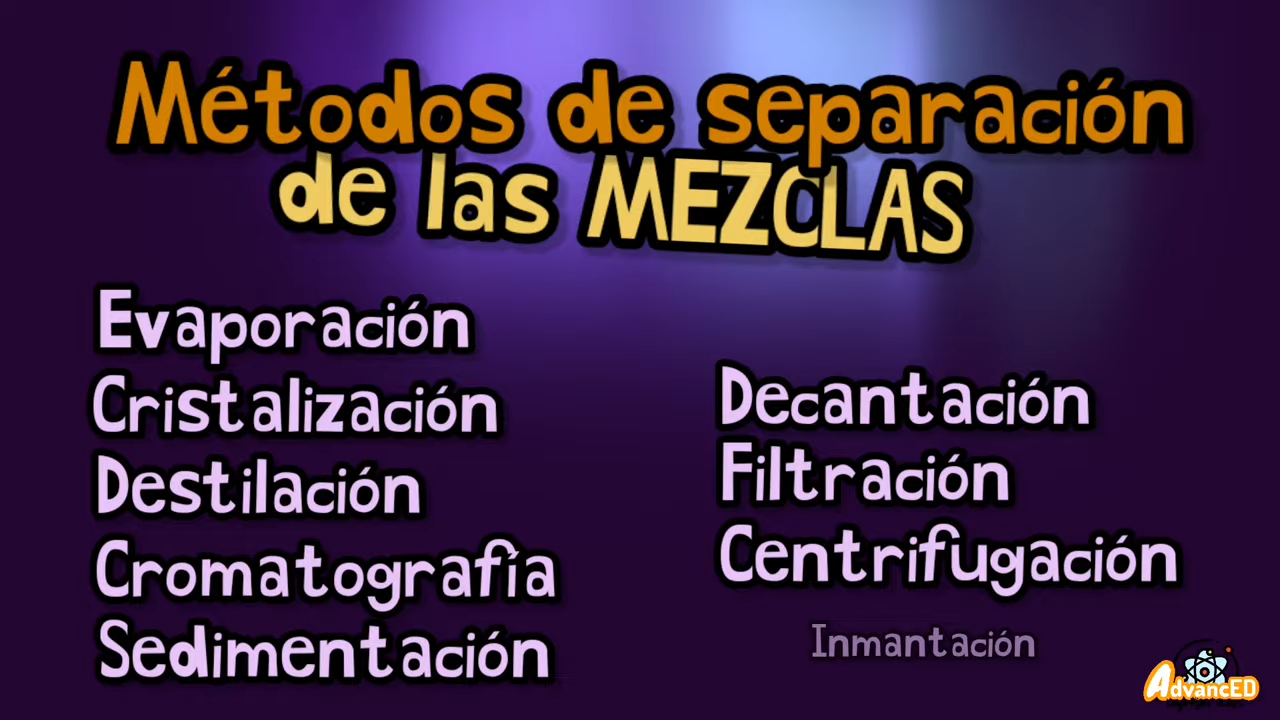 Métodos de separación
de las MEZCLAS
Evaporación
Cristalización
Destilación
Cromatografía
Sedimentación
Decantación
Filtración
Centrifugación
Inmantación
AdvancED